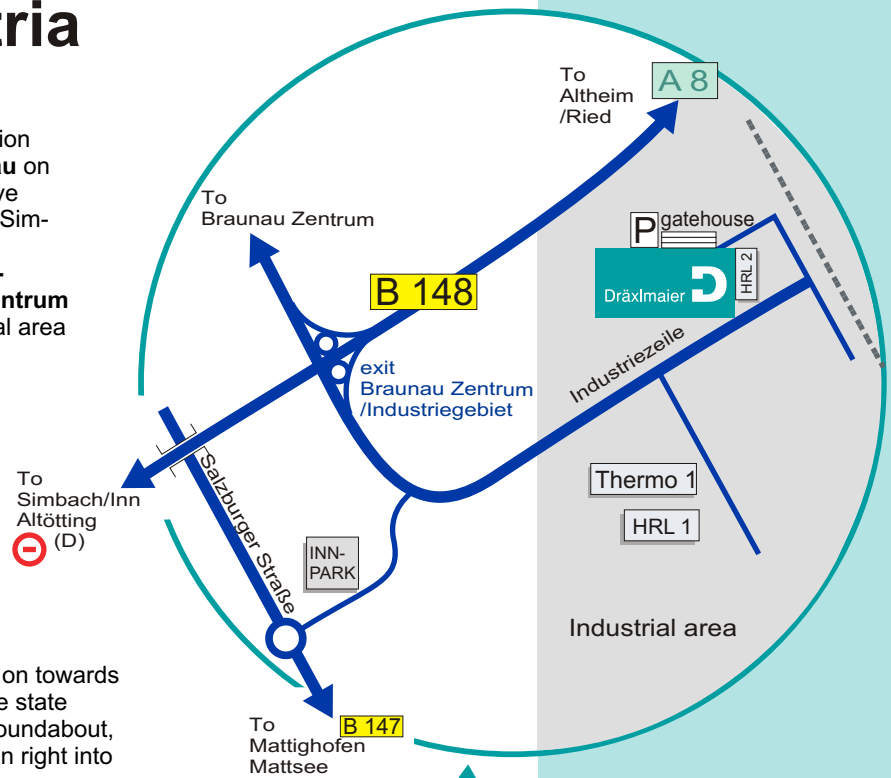 tria
ion
au on
ve
Sim-
-
entrum
al area
To
Altheim
/Ried
A 8
To
Braunau Zentrum
P
gatehouse
HRL 2
Dräxlmaier
B 148
exit
Braunau Zentrum
/Industriegebiet
Industriezeile
To
Simbach/Inn
Altötting
(D)
Salzburger Straße
INN-
PARK
Thermo 1
HRL 1
Industrial area
on towards
e state
oundabout,
n right into
To
Mattighofen
Mattsee
B 147